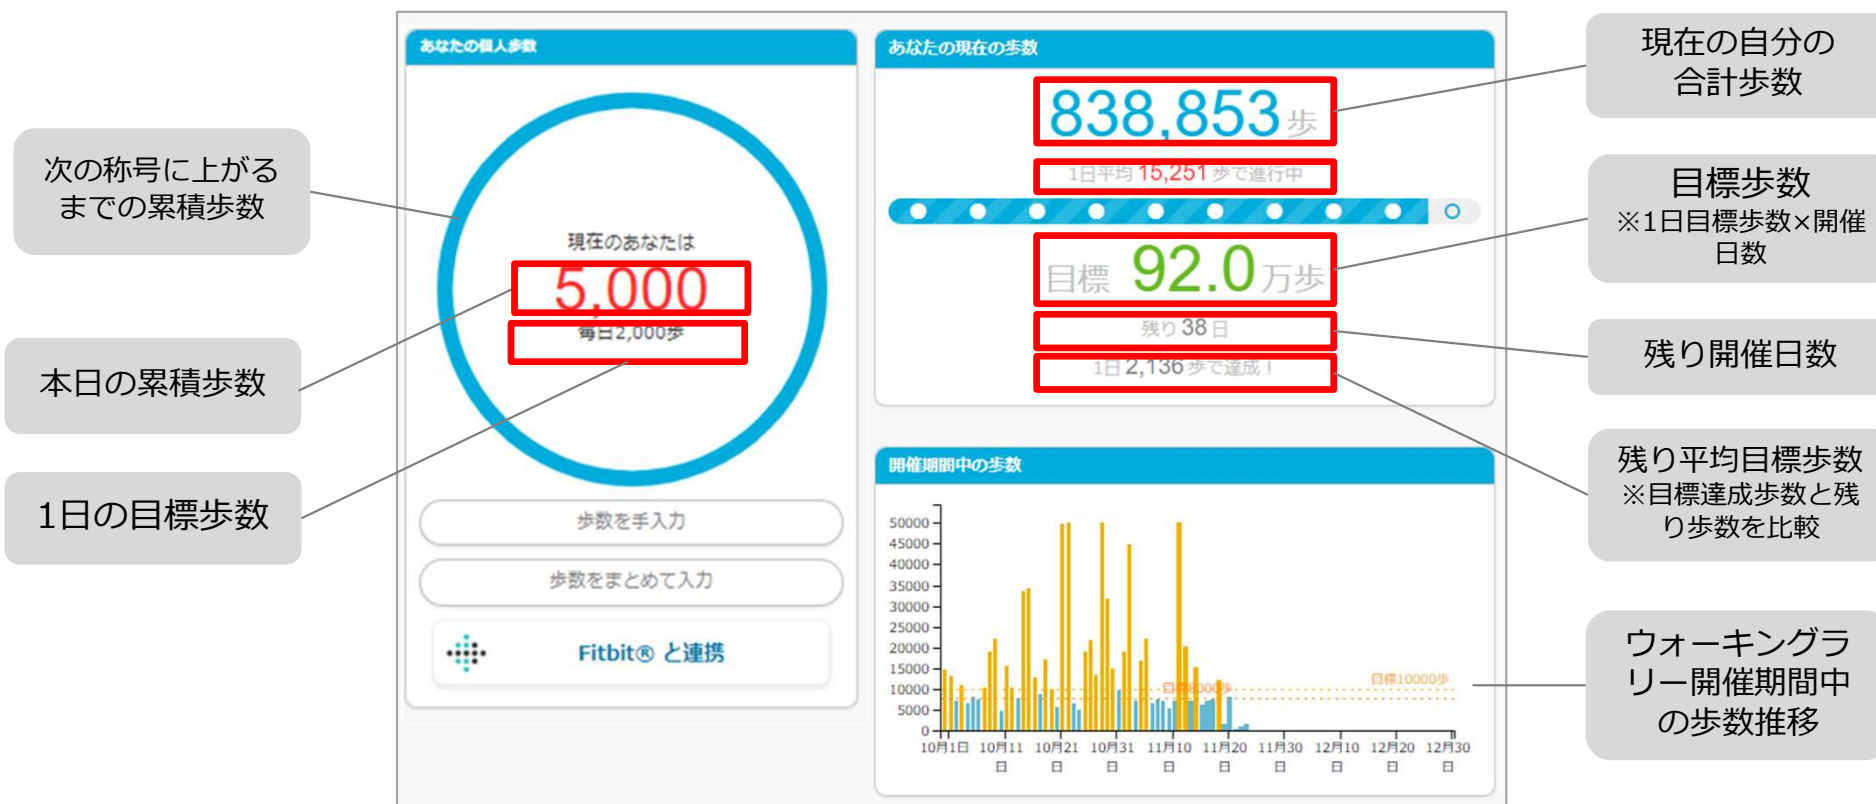 次の称号に上がる
までの累積歩数
本日の累積歩数
1日の目標歩数
あなたの個人歩数
現在のあなたは
5,000
毎日2,000歩
歩数を手入力
歩数をまとめて入力
Fitbit® と連携
あなたの現在の歩数
838,853歩
1日平均 15,251 歩で進行中
目標 92.0万歩
残り 38 日
1日 2,136 歩で達成！
開催期間中の歩数
50000
45000
40000
35000
30000
25000
20000
15000
10000
5000
0
目標8000歩
目標10000歩
10月1日 10月11日 10月21日 10月31日 11月10日 11月20日 11月30日 12月10日 12月20日 12月30日
現在の自分の
合計歩数
目標歩数
※1日目標歩数×開催
日数
残り開催日数
残り平均目標歩数
※目標達成歩数と残
り歩数を比較
ウォーキングラ
リー開催期間中
の歩数推移